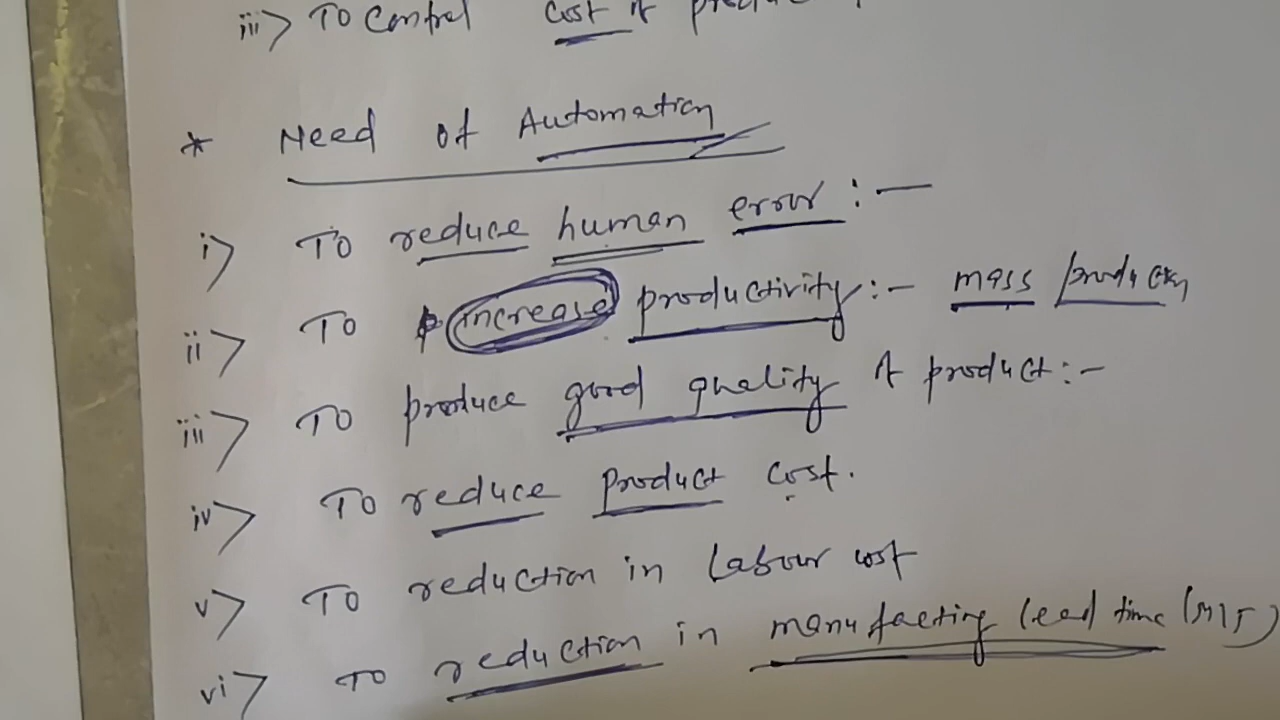 iii> To control cost of
* Need of Automation
i> To reduce human error :-
ii> To increase productivity :- mass production
iii> To produce good quality of product :-
iv> To reduce product cost.
v> To reduction in Labour cost
vi> To reduction in manufacting lead time (MLT)